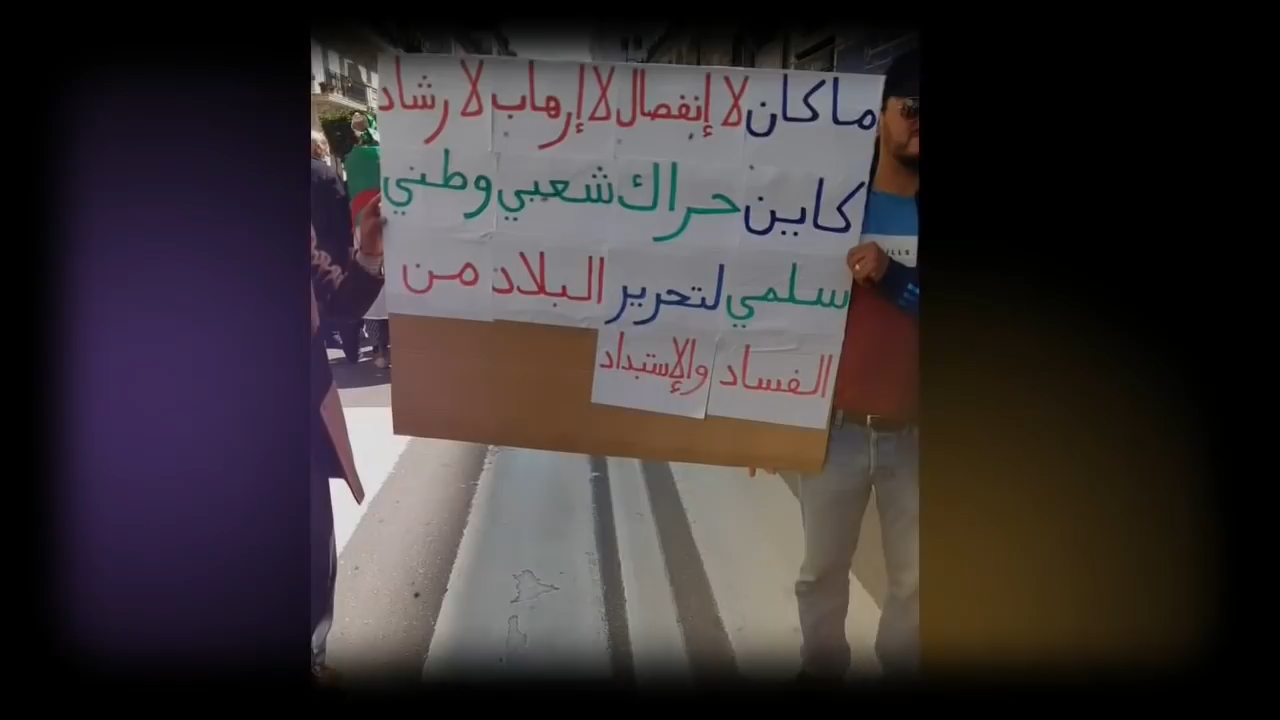 ماكان لا إنفصال لا إرهاب لا رشاد
كاين حراك شعبي وطني
سلمي لتحرير البلاد من
الفساد والإستبداد